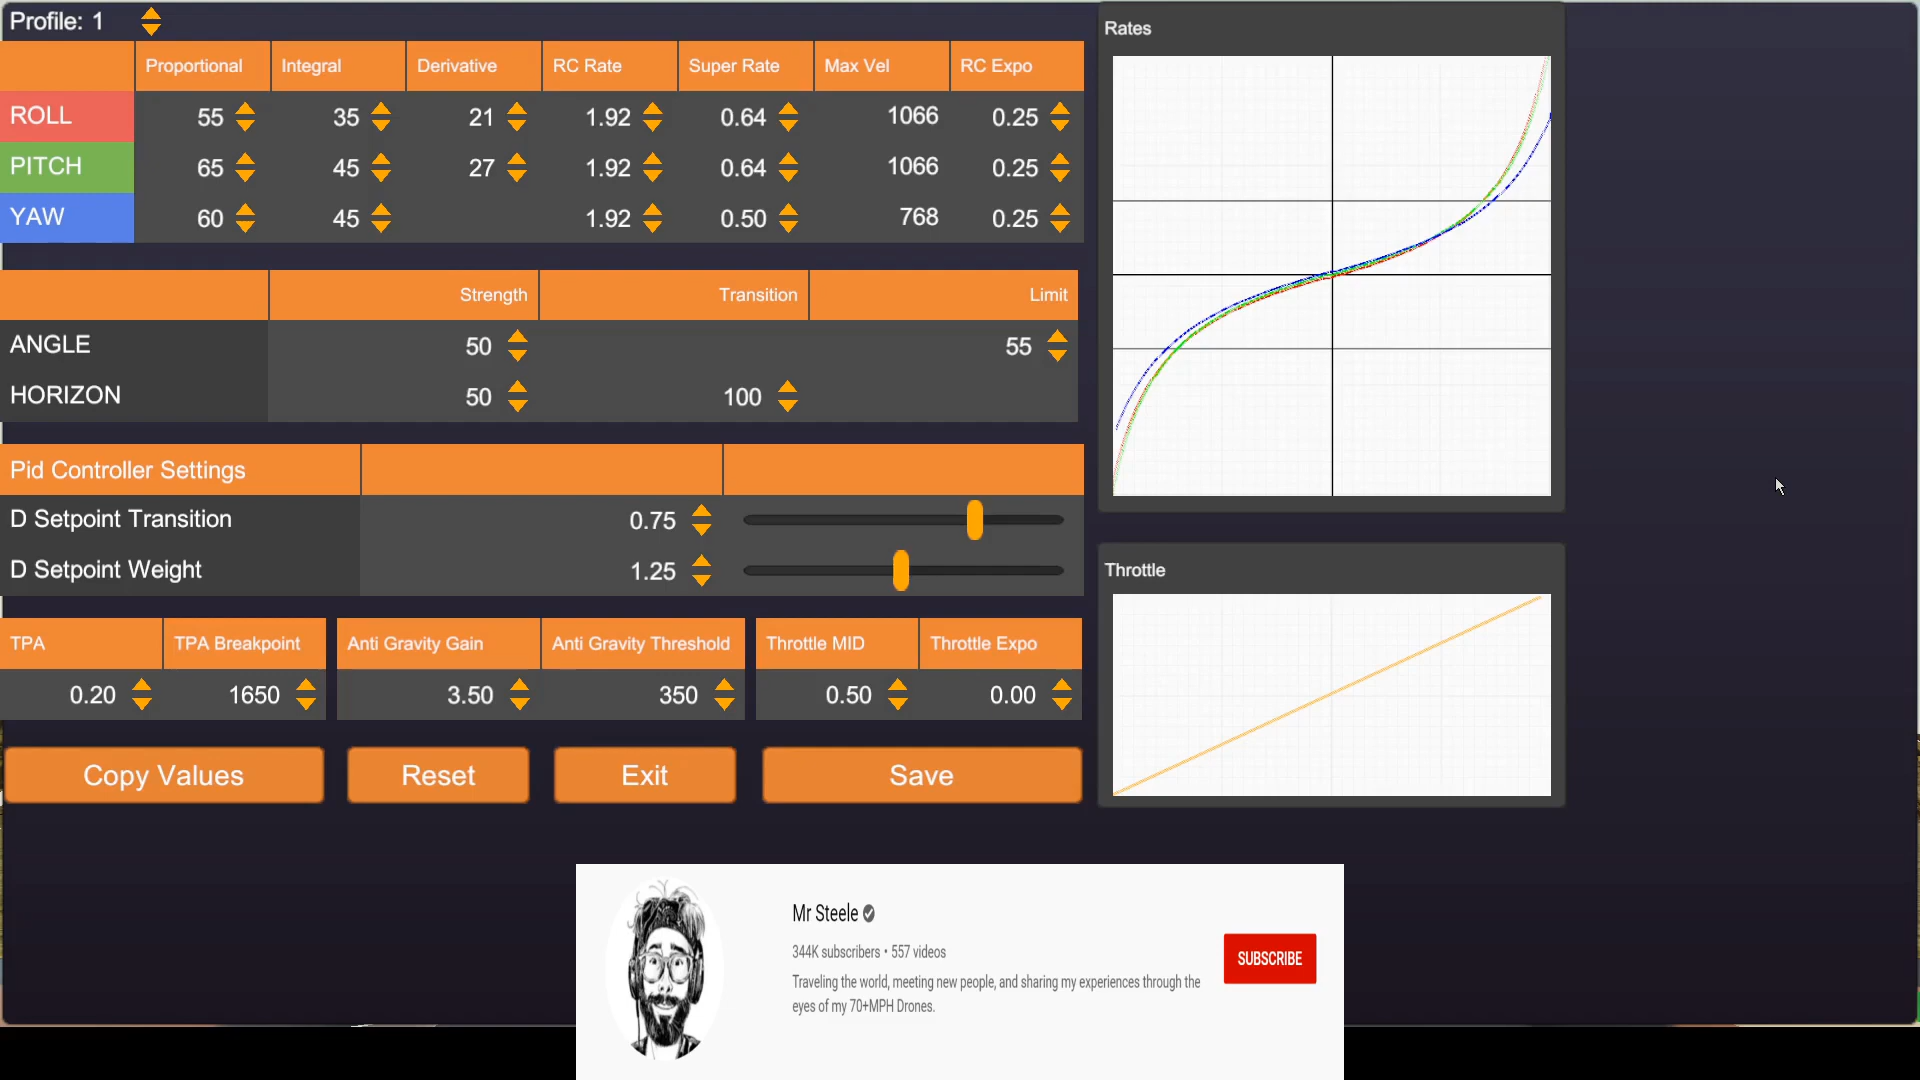 Profile: 1
Proportional Integral Derivative RC Rate Super Rate Max Vel RC Expo
ROLL 55 35 21 1.92 0.64 1066 0.25
PITCH 65 45 27 1.92 0.64 1066 0.25
YAW 60 45 1.92 0.50 768 0.25
Strength Transition Limit
ANGLE 50 55
HORIZON 50 100
Pid Controller Settings
D Setpoint Transition 0.75
D Setpoint Weight 1.25
TPA TPA Breakpoint Anti Gravity Gain Anti Gravity Threshold Throttle MID Throttle Expo
0.20 1650 3.50 350 0.50 0.00
Copy Values Reset Exit Save
Rates
Throttle
Mr Steele
344K subscribers • 557 videos
Traveling the world, meeting new people, and sharing my experiences through the
eyes of my 70+MPH Drones.
SUBSCRIBE